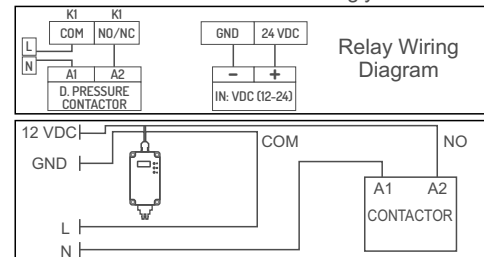 K1 K1
COM NO/NC
L
N
A1 A2
D. PRESSURE
CONTACTOR
GND 24 VDC
− +
IN: VDC (12-24)
Relay Wiring
Diagram
12 VDC
COM
NO
GND
A1 A2
CONTACTOR
L
N